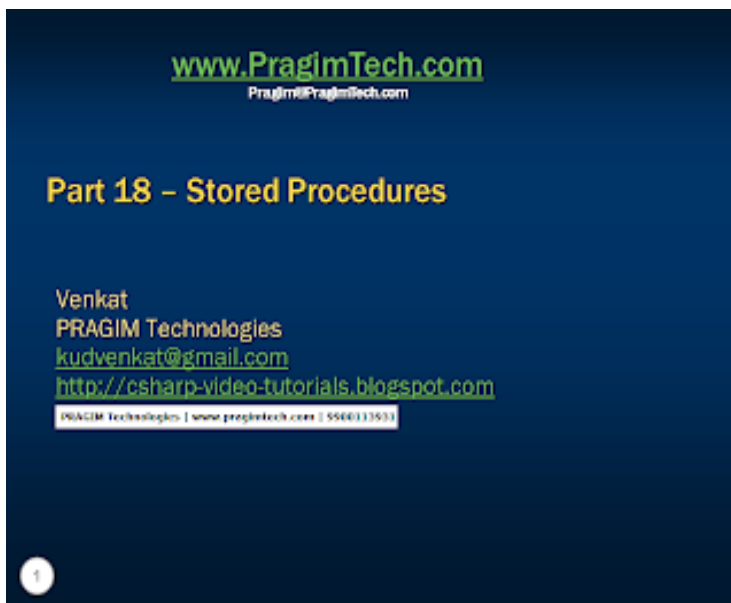 www.PragimTech.com
Pragim@PragimTech.com
Part 18 – Stored Procedures
Venkat
PRAGIM Technologies
kudvenkat@gmail.com
http://csharp-video-tutorials.blogspot.com
PRAGIM Technologies | www.pragimtech.com |
1